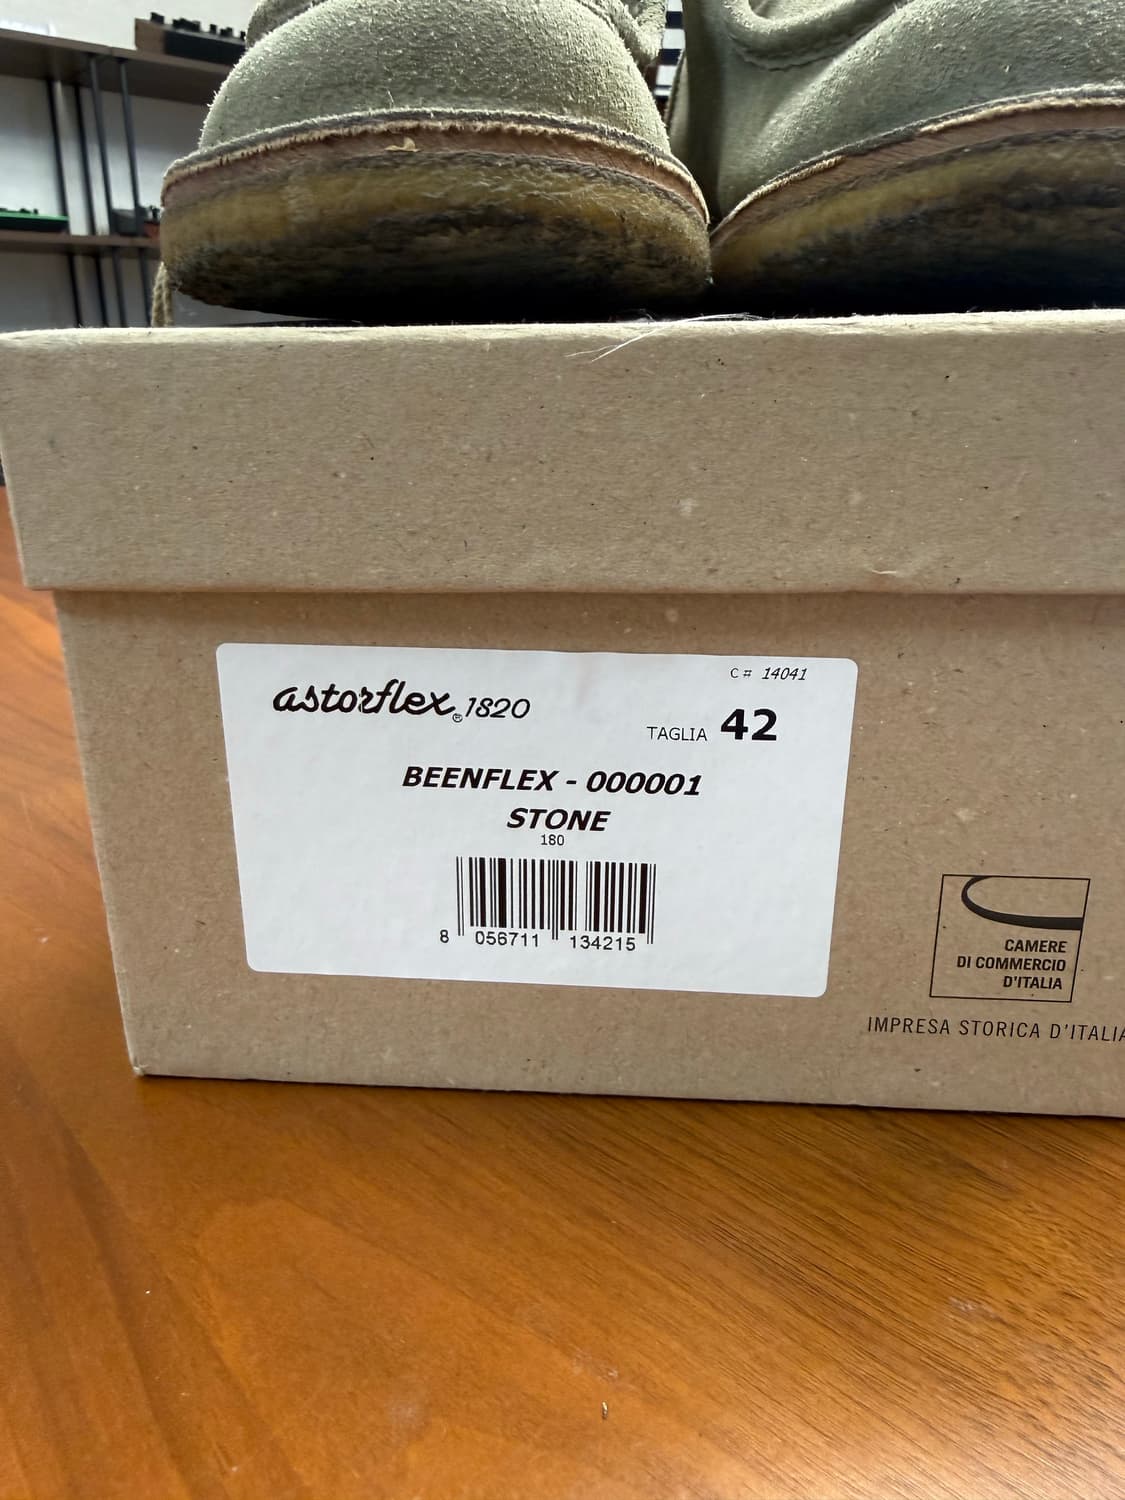 C# 14041
astorflex® 1820
TAGLIA 42
BEENFLEX - 000001
STONE
180
8 056711 134215
CAMERE
DI COMMERCIO
D'ITALIA
IMPRESA STORICA D'ITALIA